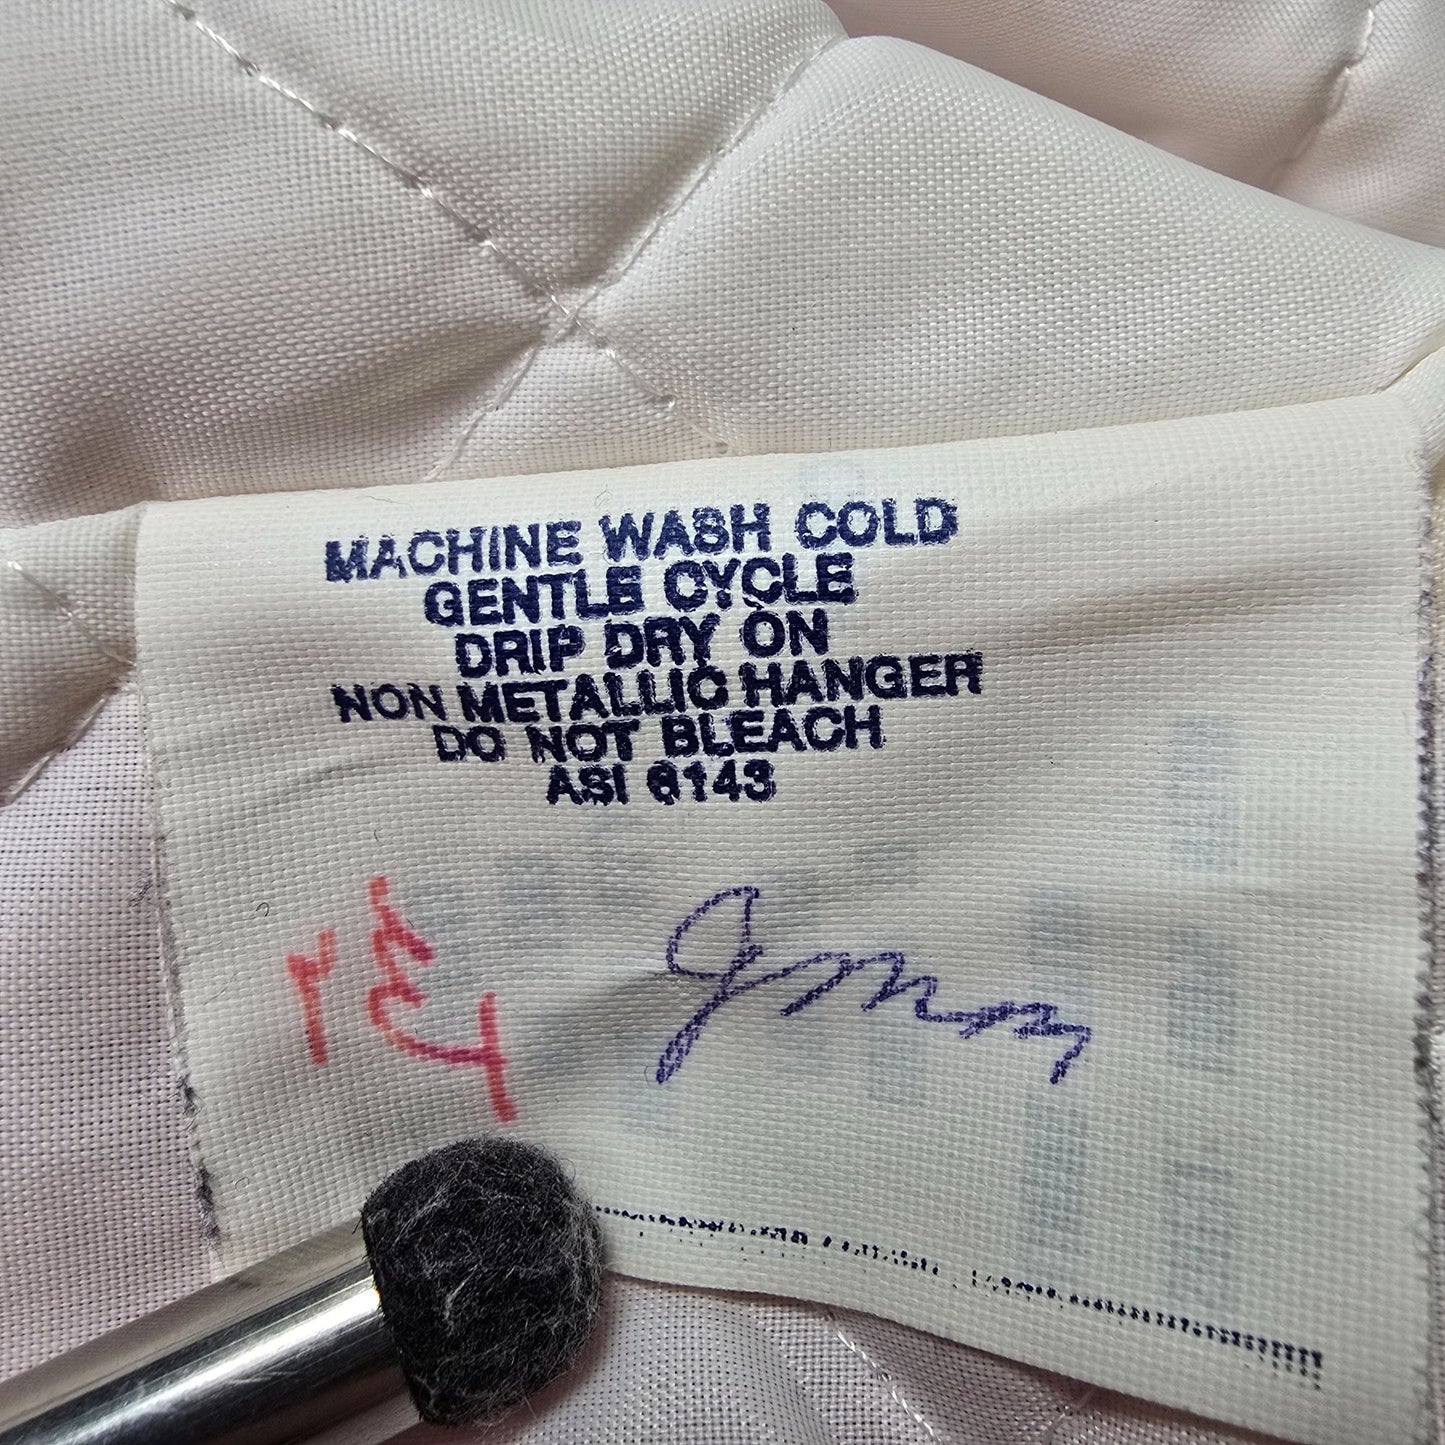 MACHINE WASH COLD
GENTLE CYCLE
DRIP DRY ON
NON METALLIC HANGER
DO NOT BLEACH
ASI 6143